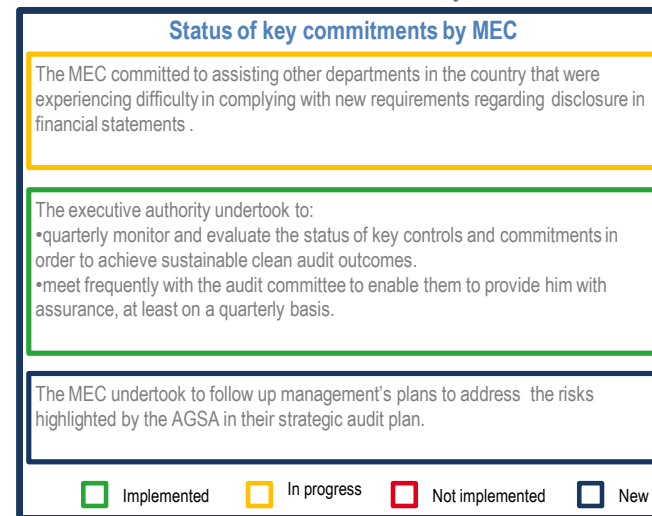 Status of key commitments by MEC
The MEC committed to assisting other departments in the country that were
experiencing difficulty in complying with new requirements regarding disclosure in
financial statements .
The executive authority undertook to:
•quarterly monitor and evaluate the status of key controls and commitments in
order to achieve sustainable clean audit outcomes.
•meet frequently with the audit committee to enable them to provide him with
assurance, at least on a quarterly basis.
The MEC undertook to follow up management's plans to address the risks
highlighted by the AGSA in their strategic audit plan.
Implemented In progress Not implemented New